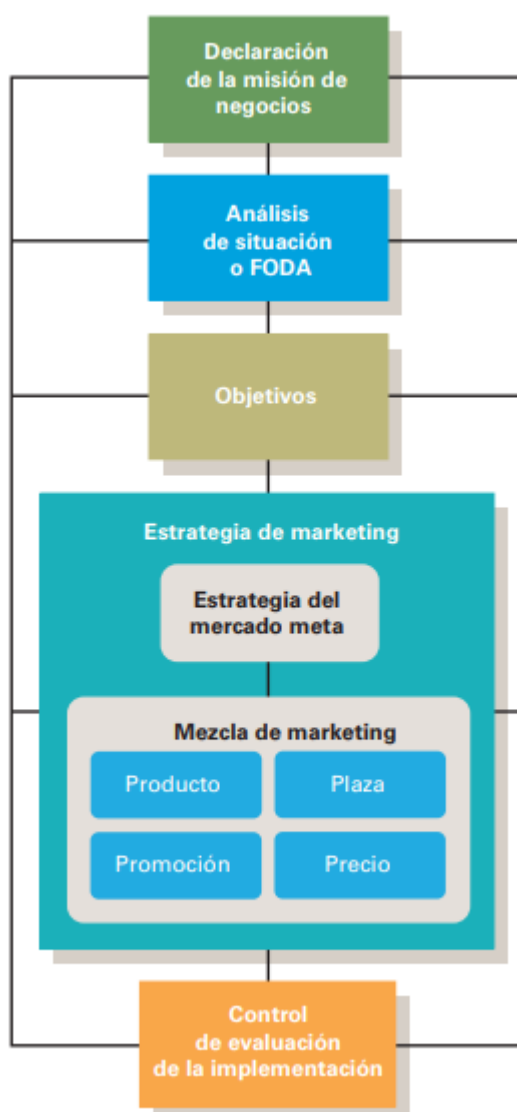 Declaración
de la misión de
negocios
Análisis
de situación
o FODA
Objetivos
Estrategia de marketing
Estrategia del
mercado meta
Mezcla de marketing
Producto
Plaza
Promoción
Precio
Control
de evaluación
de la implementación